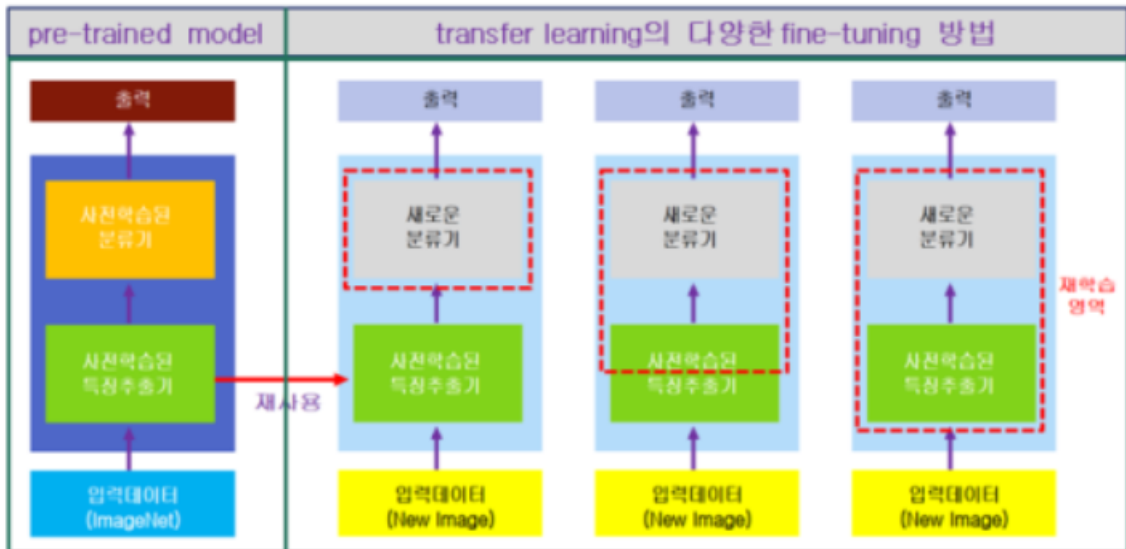 pre-trained model
transfer learning의 다양한 fine-tuning 방법
출력
출력
출력
출력
사전학습된
분류기
새로운
분류기
새로운
분류기
새로운
분류기
재학습
영역
사전학습된
특징추출기
사전학습된
특징추출기
사전학습된
특징추출기
사전학습된
특징추출기
재사용
입력데이터
(ImageNet)
입력데이터
(New Image)
입력데이터
(New Image)
입력데이터
(New Image)